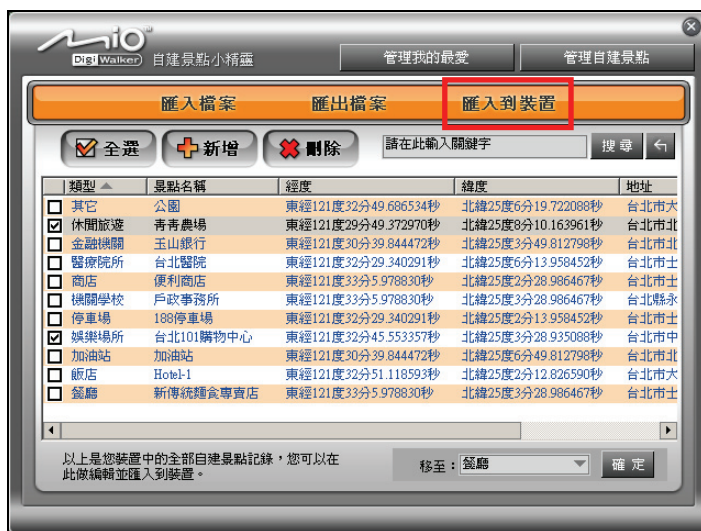 Mio
DigiWalker 自建景點小精靈 管理我的最愛 管理自建景點
匯入檔案 匯出檔案 匯入到裝置
全選 新增 刪除 請在此輸入關鍵字 搜尋
類型 景點名稱 經度 緯度 地址
其它 公園 東經121度32分49.686534秒 北緯25度6分19.722088秒 台北市大
休閒旅遊 青青農場 東經121度29分49.372970秒 北緯25度8分10.163961秒 台北市北
金融機關 玉山銀行 東經121度30分39.844472秒 北緯25度3分49.812798秒 台北市北
醫療院所 台北醫院 東經121度32分29.340291秒 北緯25度6分13.958452秒 台北市士
商店 便利商店 東經121度33分5.978830秒 北緯25度2分28.986467秒 台北市士
機關學校 戶政事務所 東經121度33分5.978830秒 北緯25度3分28.986467秒 台北縣永
停車場 188停車場 東經121度32分29.340291秒 北緯25度2分13.958452秒 台北市士
娛樂場所 台北101購物中心 東經121度32分45.553357秒 北緯25度3分28.935088秒 台北市中
加油站 加油站 東經121度30分39.844472秒 北緯25度6分49.812798秒 台北市北
飯店 Hotel-1 東經121度32分51.118593秒 北緯25度2分12.826590秒 台北市大
餐廳 新傳統麵食專賣店 東經121度33分5.978830秒 北緯25度3分28.986467秒 台北市士
以上是您裝置中的全部自建景點記錄，您可以在
此做編輯並匯入到裝置。
移至：餐廳 確定